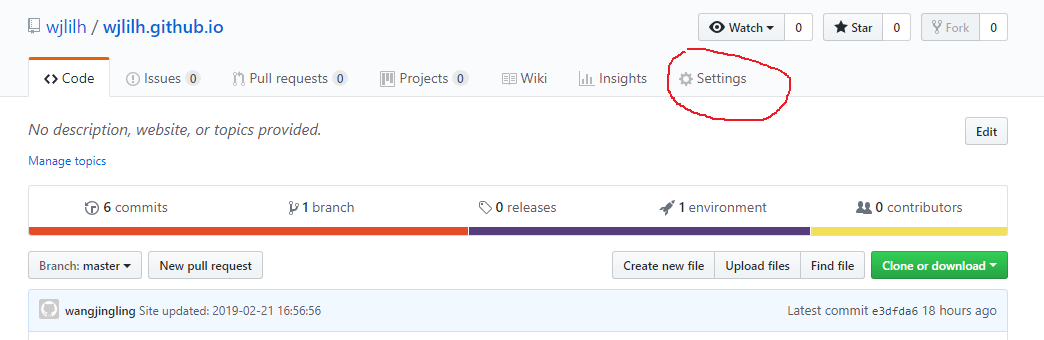 wjlilh / wjlilh.github.io
Watch 0 Star 0 Fork 0
Code Issues 0 Pull requests 0 Projects 0 Wiki Insights Settings
No description, website, or topics provided. Edit
Manage topics
6 commits 1 branch 0 releases 1 environment 0 contributors
Branch: master New pull request Create new file Upload files Find file Clone or download
wangjingling Site updated: 2019-02-21 16:56:56 Latest commit e3dfda6 18 hours ago